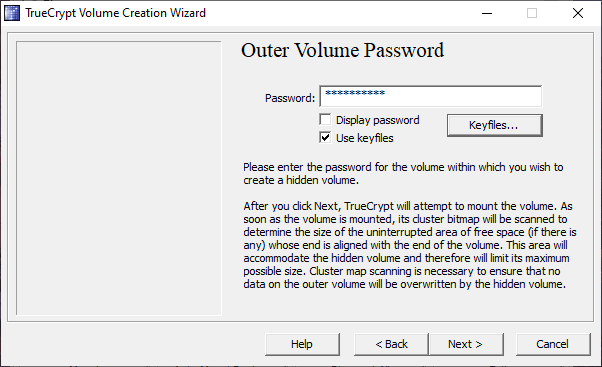 TrueCrypt Volume Creation Wizard
Outer Volume Password
Password: **********
Display password
Use keyfiles
Keyfiles...
Please enter the password for the volume within which you wish to
create a hidden volume.
After you click Next, TrueCrypt will attempt to mount the volume. As
soon as the volume is mounted, its cluster bitmap will be scanned to
determine the size of the uninterrupted area of free space (if there is
any) whose end is aligned with the end of the volume. This area will
accommodate the hidden volume and therefore will limit its maximum
possible size. Cluster map scanning is necessary to ensure that no
data on the outer volume will be overwritten by the hidden volume.
Help
< Back
Next >
Cancel